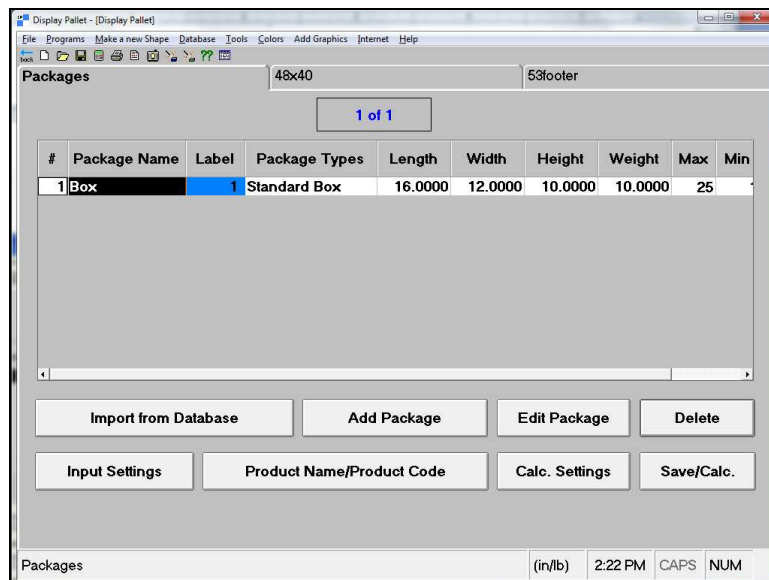 Display Pallet - [Display Pallet]
File Programs Make a new Shape Database Tools Colors Add Graphics Internet Help
back ??
Packages 48x40 53footer
1 of 1
# Package Name Label Package Types Length Width Height Weight Max Min
1 Box 1 Standard Box 16.0000 12.0000 10.0000 10.0000 25
Import from Database Add Package Edit Package Delete
Input Settings Product Name/Product Code Calc. Settings Save/Calc.
Packages (in/lb) 2:22 PM CAPS NUM